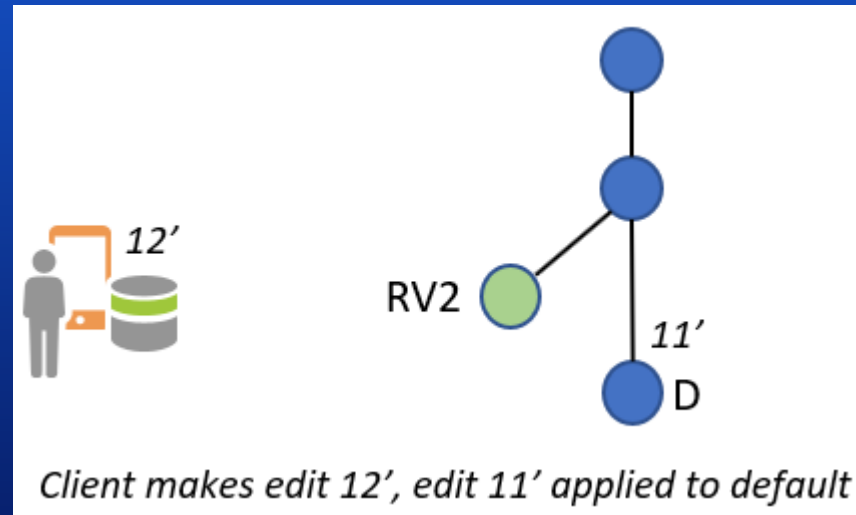 12’
RV2
11’
D
Client makes edit 12’, edit 11’ applied to default